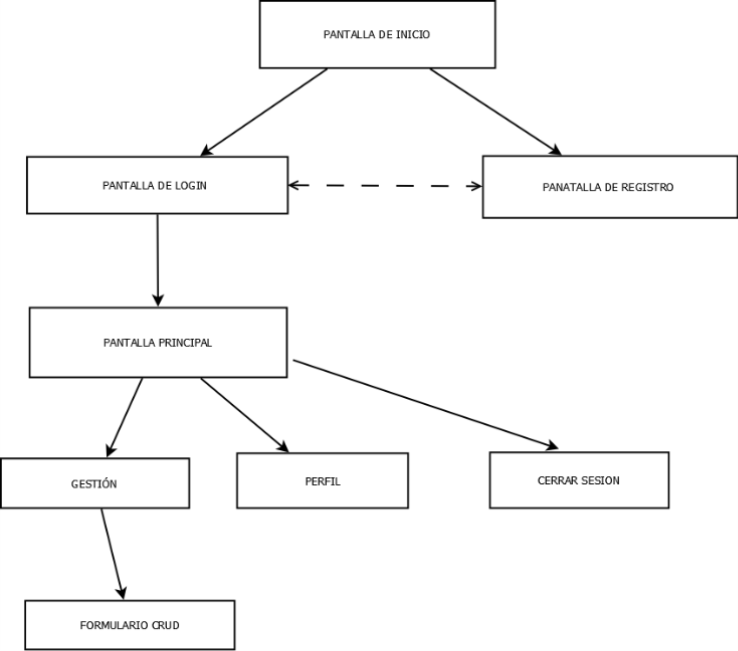 PANTALLA DE INICIO
PANTALLA DE LOGIN
PANATALLA DE REGISTRO
PANTALLA PRINCIPAL
GESTIÓN
PERFIL
CERRAR SESION
FORMULARIO CRUD